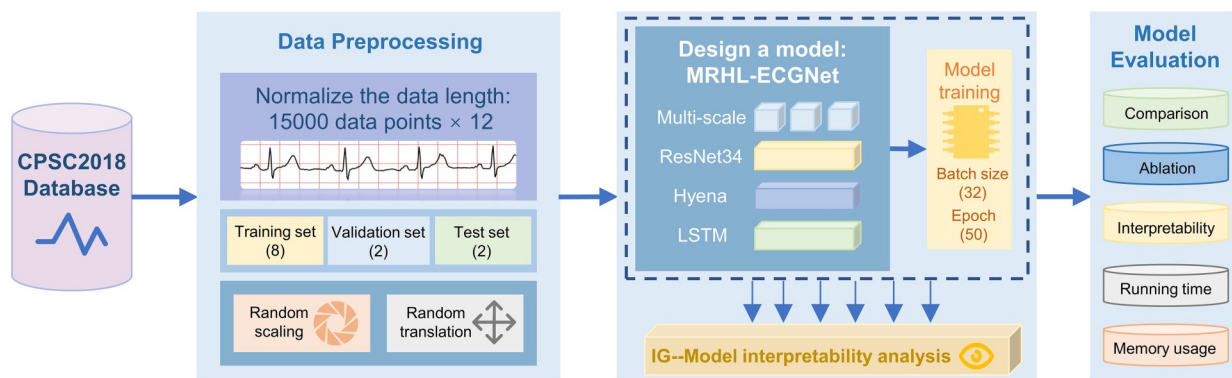 CPSC2018
Database
Data Preprocessing
Normalize the data length:
15000 data points × 12
Training set
(8)
Validation set
(2)
Test set
(2)
Random
scaling
Random
translation
Design a model:
MRHL-ECGNet
Multi-scale
ResNet34
Hyena
LSTM
Model
training
Batch size
(32)
Epoch
(50)
IG--Model interpretability analysis
Model
Evaluation
Comparison
Ablation
Interpretability
Running time
Memory usage